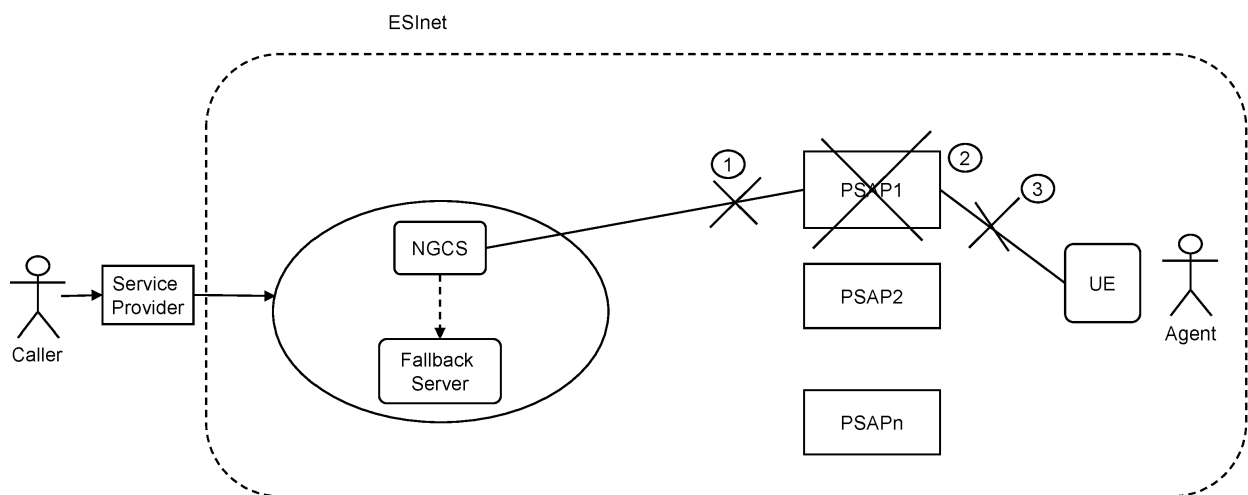 ESInet
1
PSAP1
2
3
NGCS
Service
Provider
PSAP2
UE
Caller
Fallback
Server
Agent
PSAPn